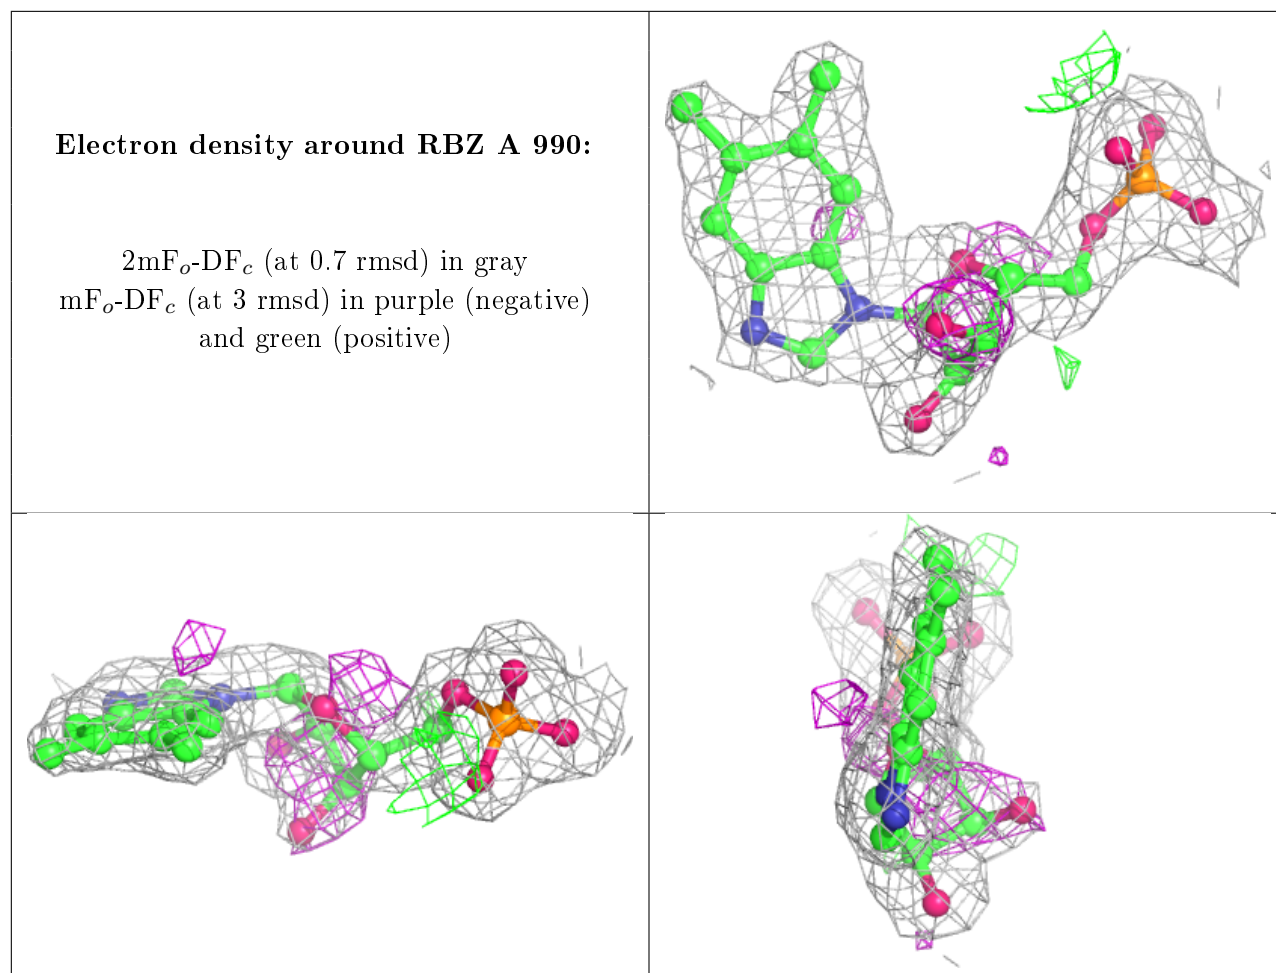 Electron density around RBZ A 990:
2mFo-DFc (at 0.7 rmsd) in gray
mFo-DFc (at 3 rmsd) in purple (negative)
and green (positive)